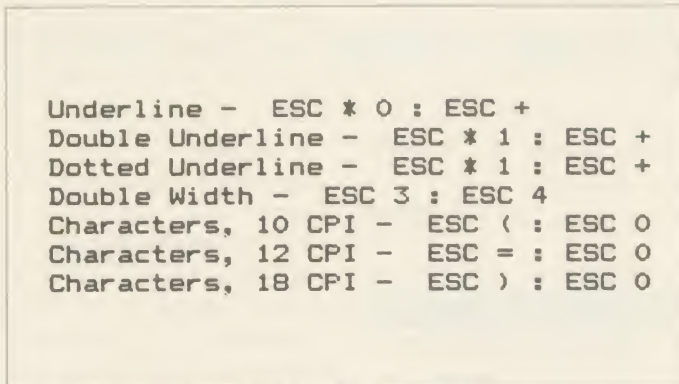 Underline - ESC * 0 : ESC +
Double Underline - ESC * 1 : ESC +
Dotted Underline - ESC * 1 : ESC +
Double Width - ESC 3 : ESC 4
Characters, 10 CPI - ESC ( : ESC 0
Characters, 12 CPI - ESC = : ESC 0
Characters, 18 CPI - ESC ) : ESC 0